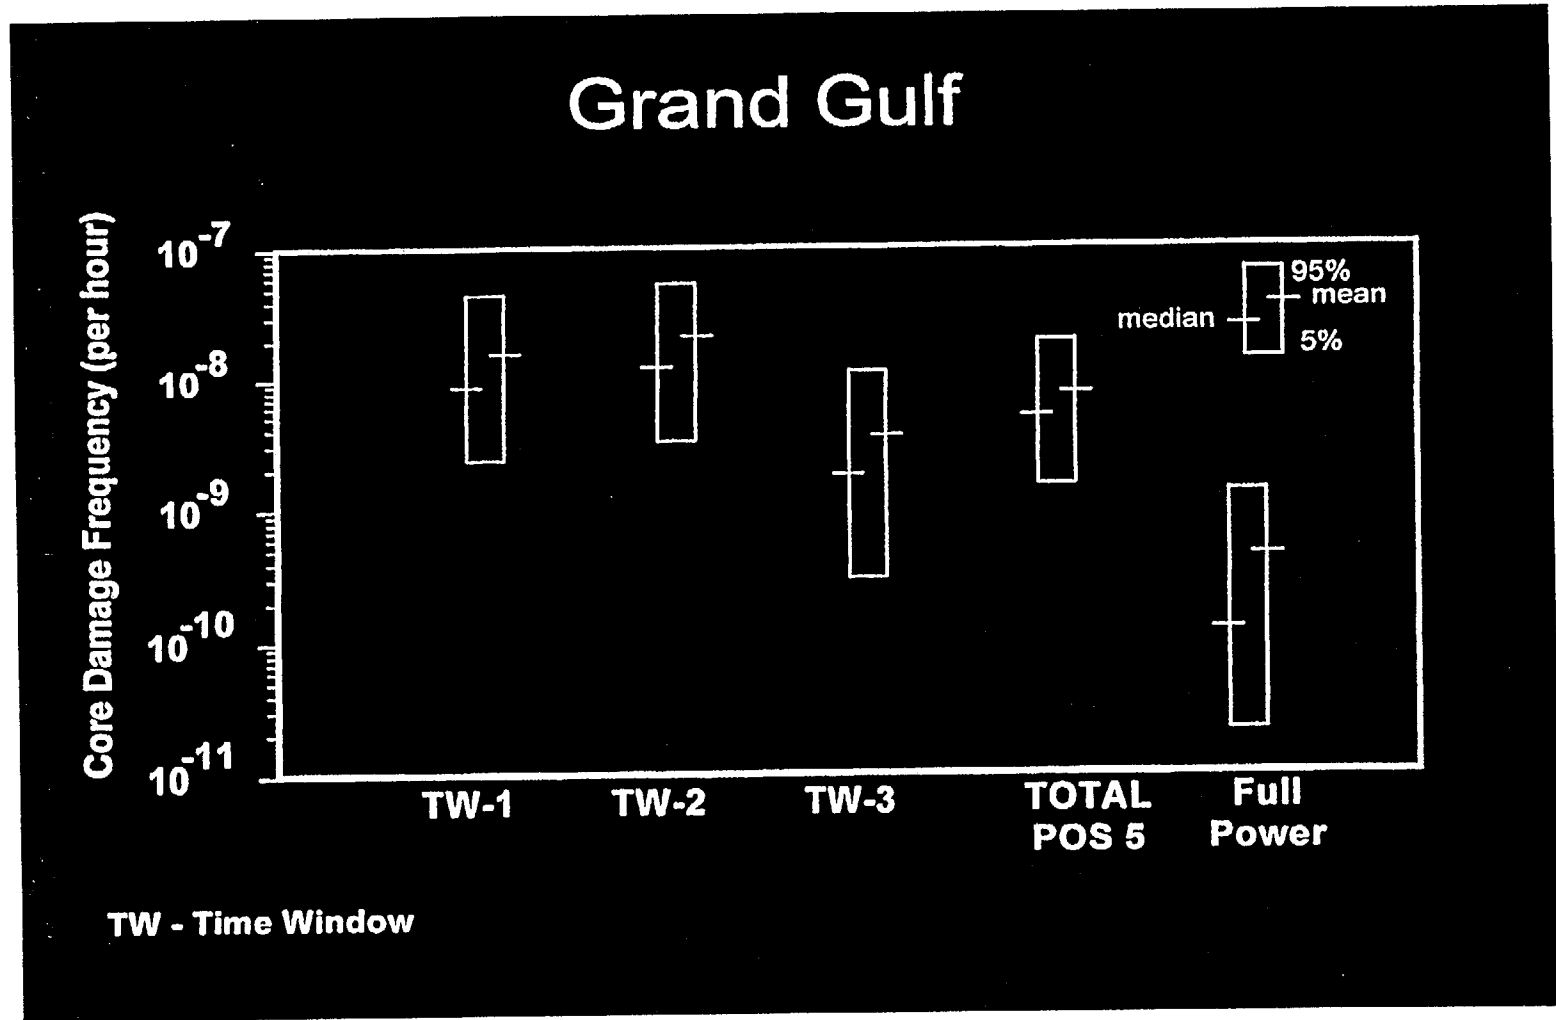 Grand Gulf
Core Damage Frequency (per hour)
10-7
10-8
10-9
10-10
10-11
95%
mean
median
5%
TW-1 TW-2 TW-3 TOTAL POS 5 Full Power
TW - Time Window